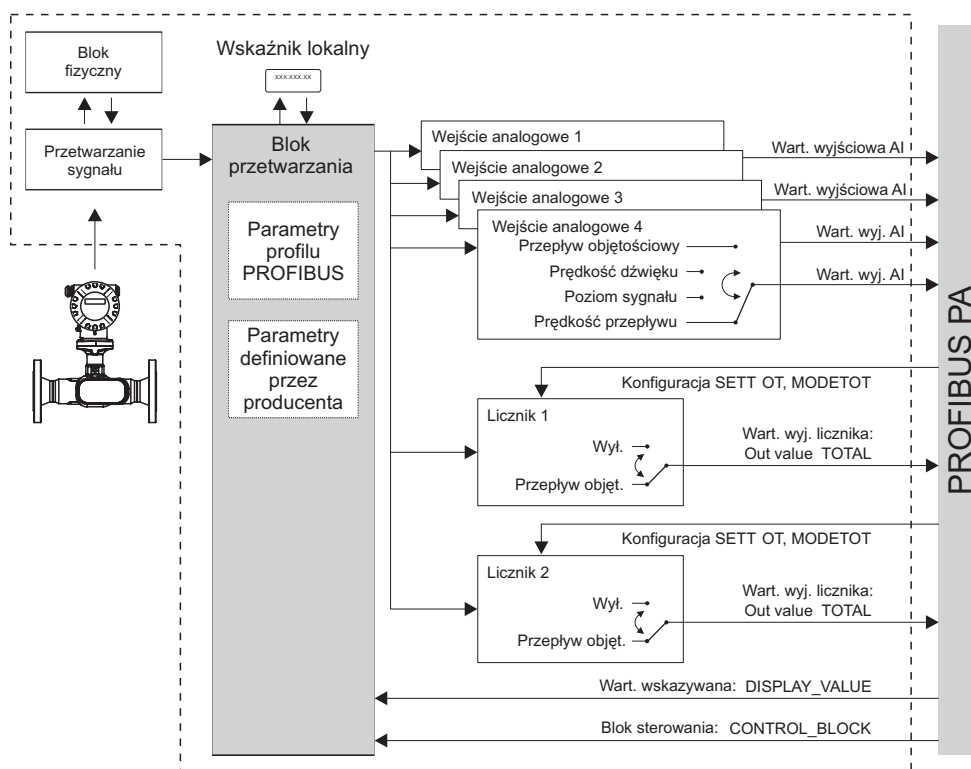 Blok
fizyczny
Przetwarzanie
sygnału
Wskaźnik lokalny
xxx.xxx.xx
Blok
przetwarzania
Parametry
profilu
PROFIBUS
Parametry
definiowane
przez
producenta
Wejście analogowe 1
Wejście analogowe 2
Wejście analogowe 3
Wejście analogowe 4
Przepływ objętościowy
Prędkość dźwięku
Poziom sygnału
Prędkość przepływu
Wart. wyjściowa AI
Wart. wyjściowa AI
Wart. wyj. AI
Wart. wyj. AI
Konfiguracja SETT OT, MODETOT
Licznik 1
Wył.
Przepływ objęt.
Wart. wyj. licznika:
Out value TOTAL
Konfiguracja SETT OT, MODETOT
Licznik 2
Wył.
Przepływ objęt.
Wart. wyj. licznika:
Out value TOTAL
Wart. wskazywana: DISPLAY_VALUE
Blok sterowania: CONTROL_BLOCK
PROFIBUS PA